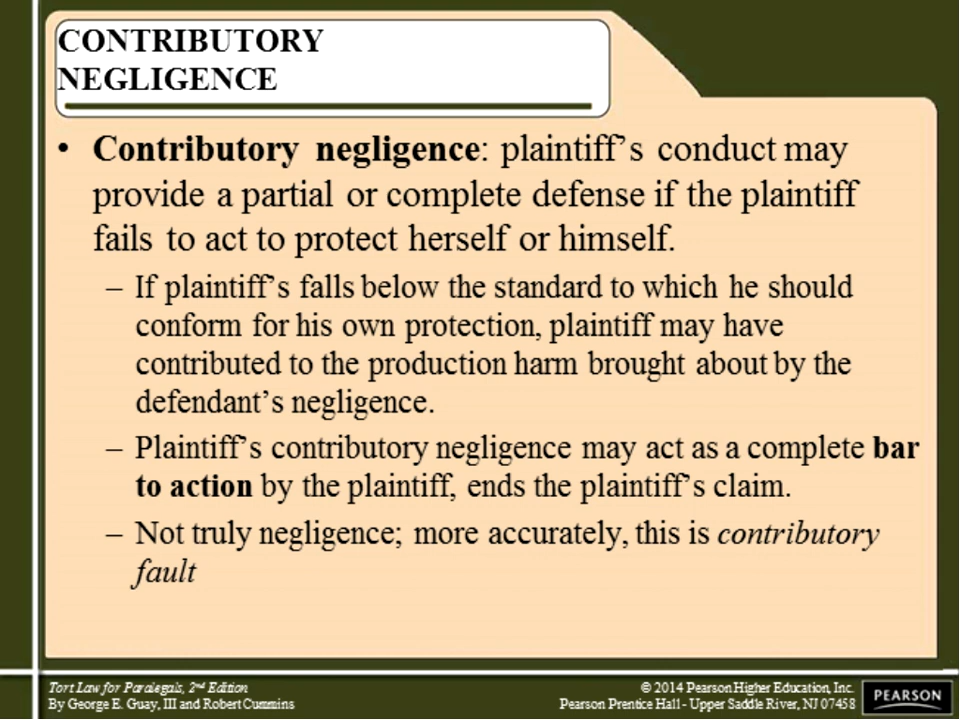 CONTRIBUTORY
NEGLIGENCE
• Contributory negligence: plaintiff's conduct may
provide a partial or complete defense if the plaintiff
fails to act to protect herself or himself.
– If plaintiff's falls below the standard to which he should
conform for his own protection, plaintiff may have
contributed to the production harm brought about by the
defendant's negligence.
– Plaintiff's contributory negligence may act as a complete bar
to action by the plaintiff, ends the plaintiff's claim.
– Not truly negligence; more accurately, this is contributory
fault
Tort Law for Paralegals, 2nd Edition
By George E. Guay, III and Robert Cummins
© 2014 Pearson Higher Education, Inc.
Pearson Prentice Hall - Upper Saddle River, NJ 07458
PEARSON